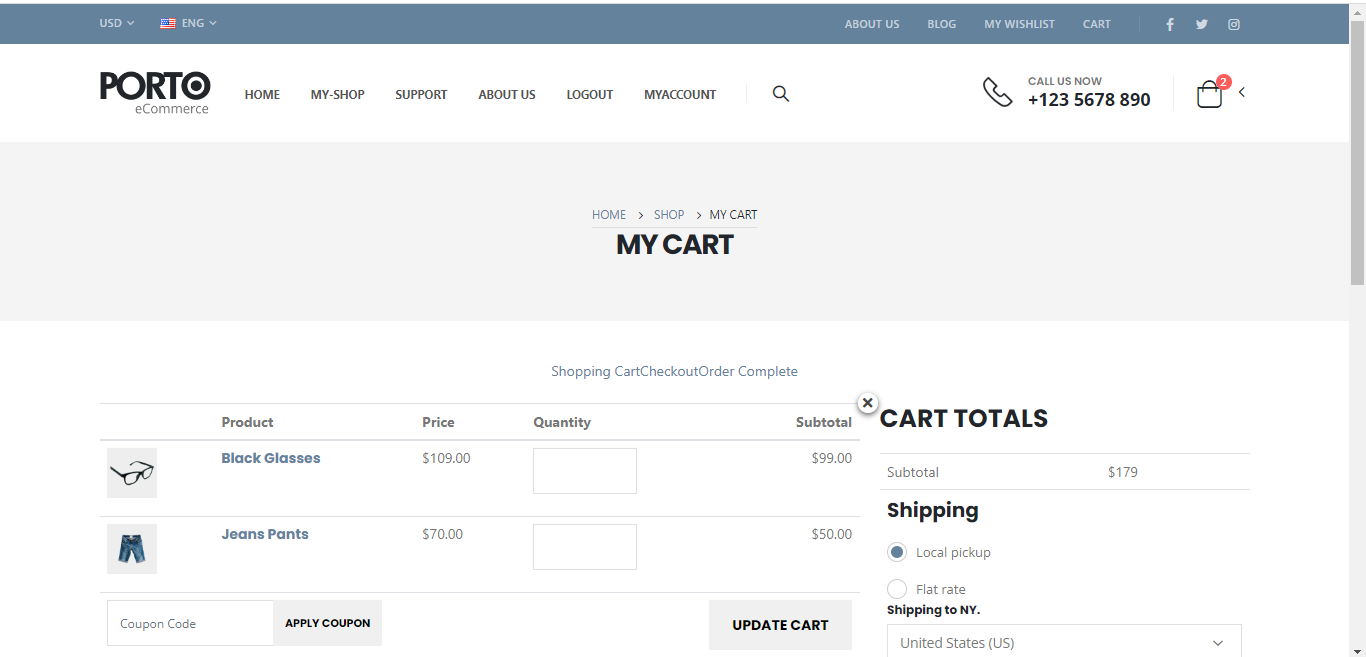 USD ENG ABOUT US BLOG MY WISHLIST CART
PORTO
eCommerce
HOME MY-SHOP SUPPORT ABOUT US LOGOUT MYACCOUNT
CALL US NOW
+123 5678 890
2
HOME SHOP MY CART
MY CART
Shopping CartCheckoutOrder Complete
Product Price Quantity Subtotal
Black Glasses $109.00 $99.00
Jeans Pants $70.00 $50.00
Coupon Code APPLY COUPON UPDATE CART
CART TOTALS
Subtotal $179
Shipping
Local pickup
Flat rate
Shipping to NY.
United States (US)